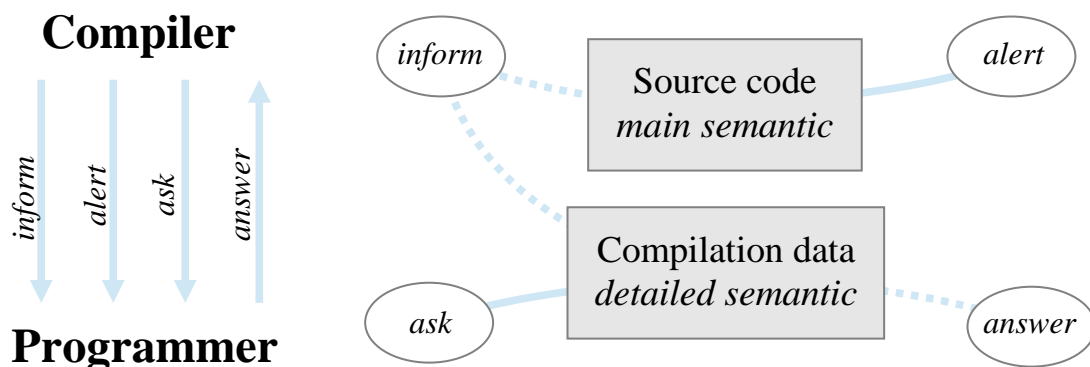 Compiler
inform
alert
ask
answer
Programmer
inform
Source code
main semantic
alert
Compilation data
detailed semantic
ask
answer